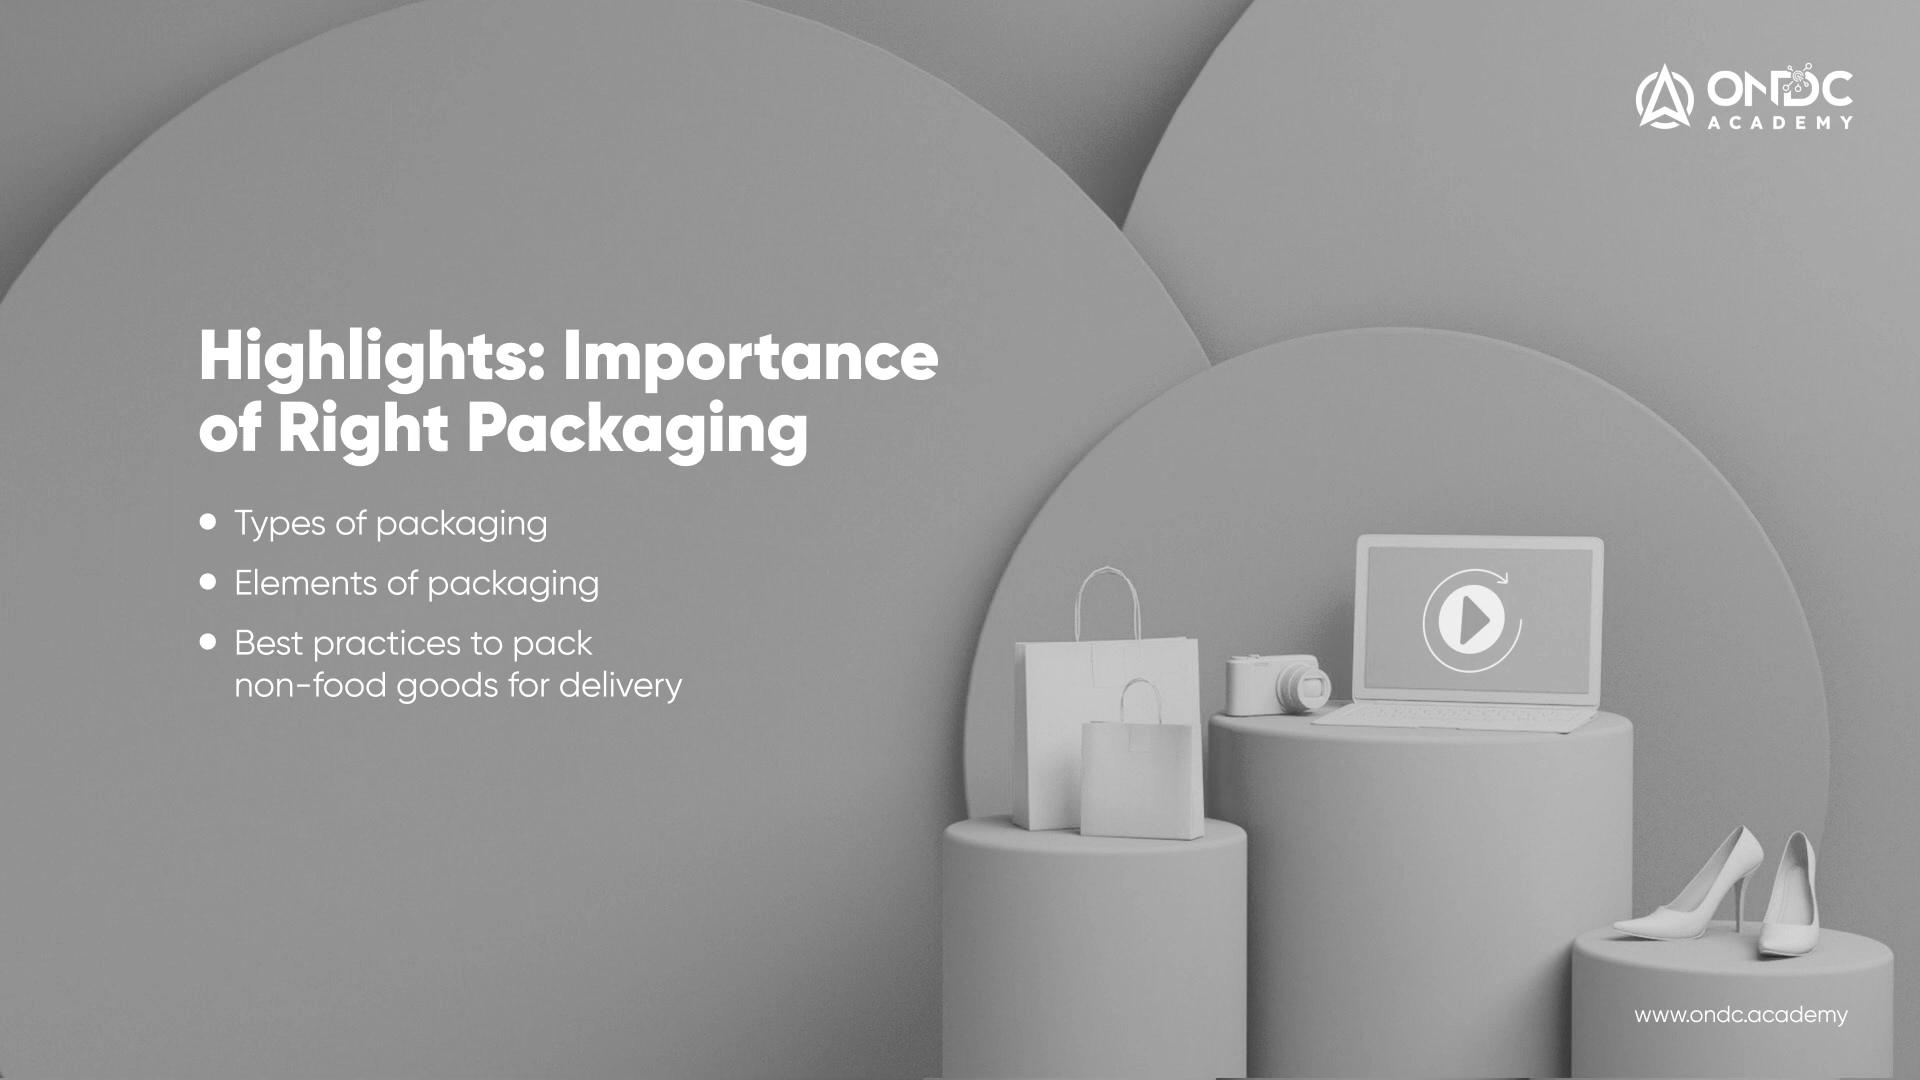 ONDC
ACADEMY
Highlights: Importance
of Right Packaging
Types of packaging
Elements of packaging
Best practices to pack
non-food goods for delivery
www.ondc.academy